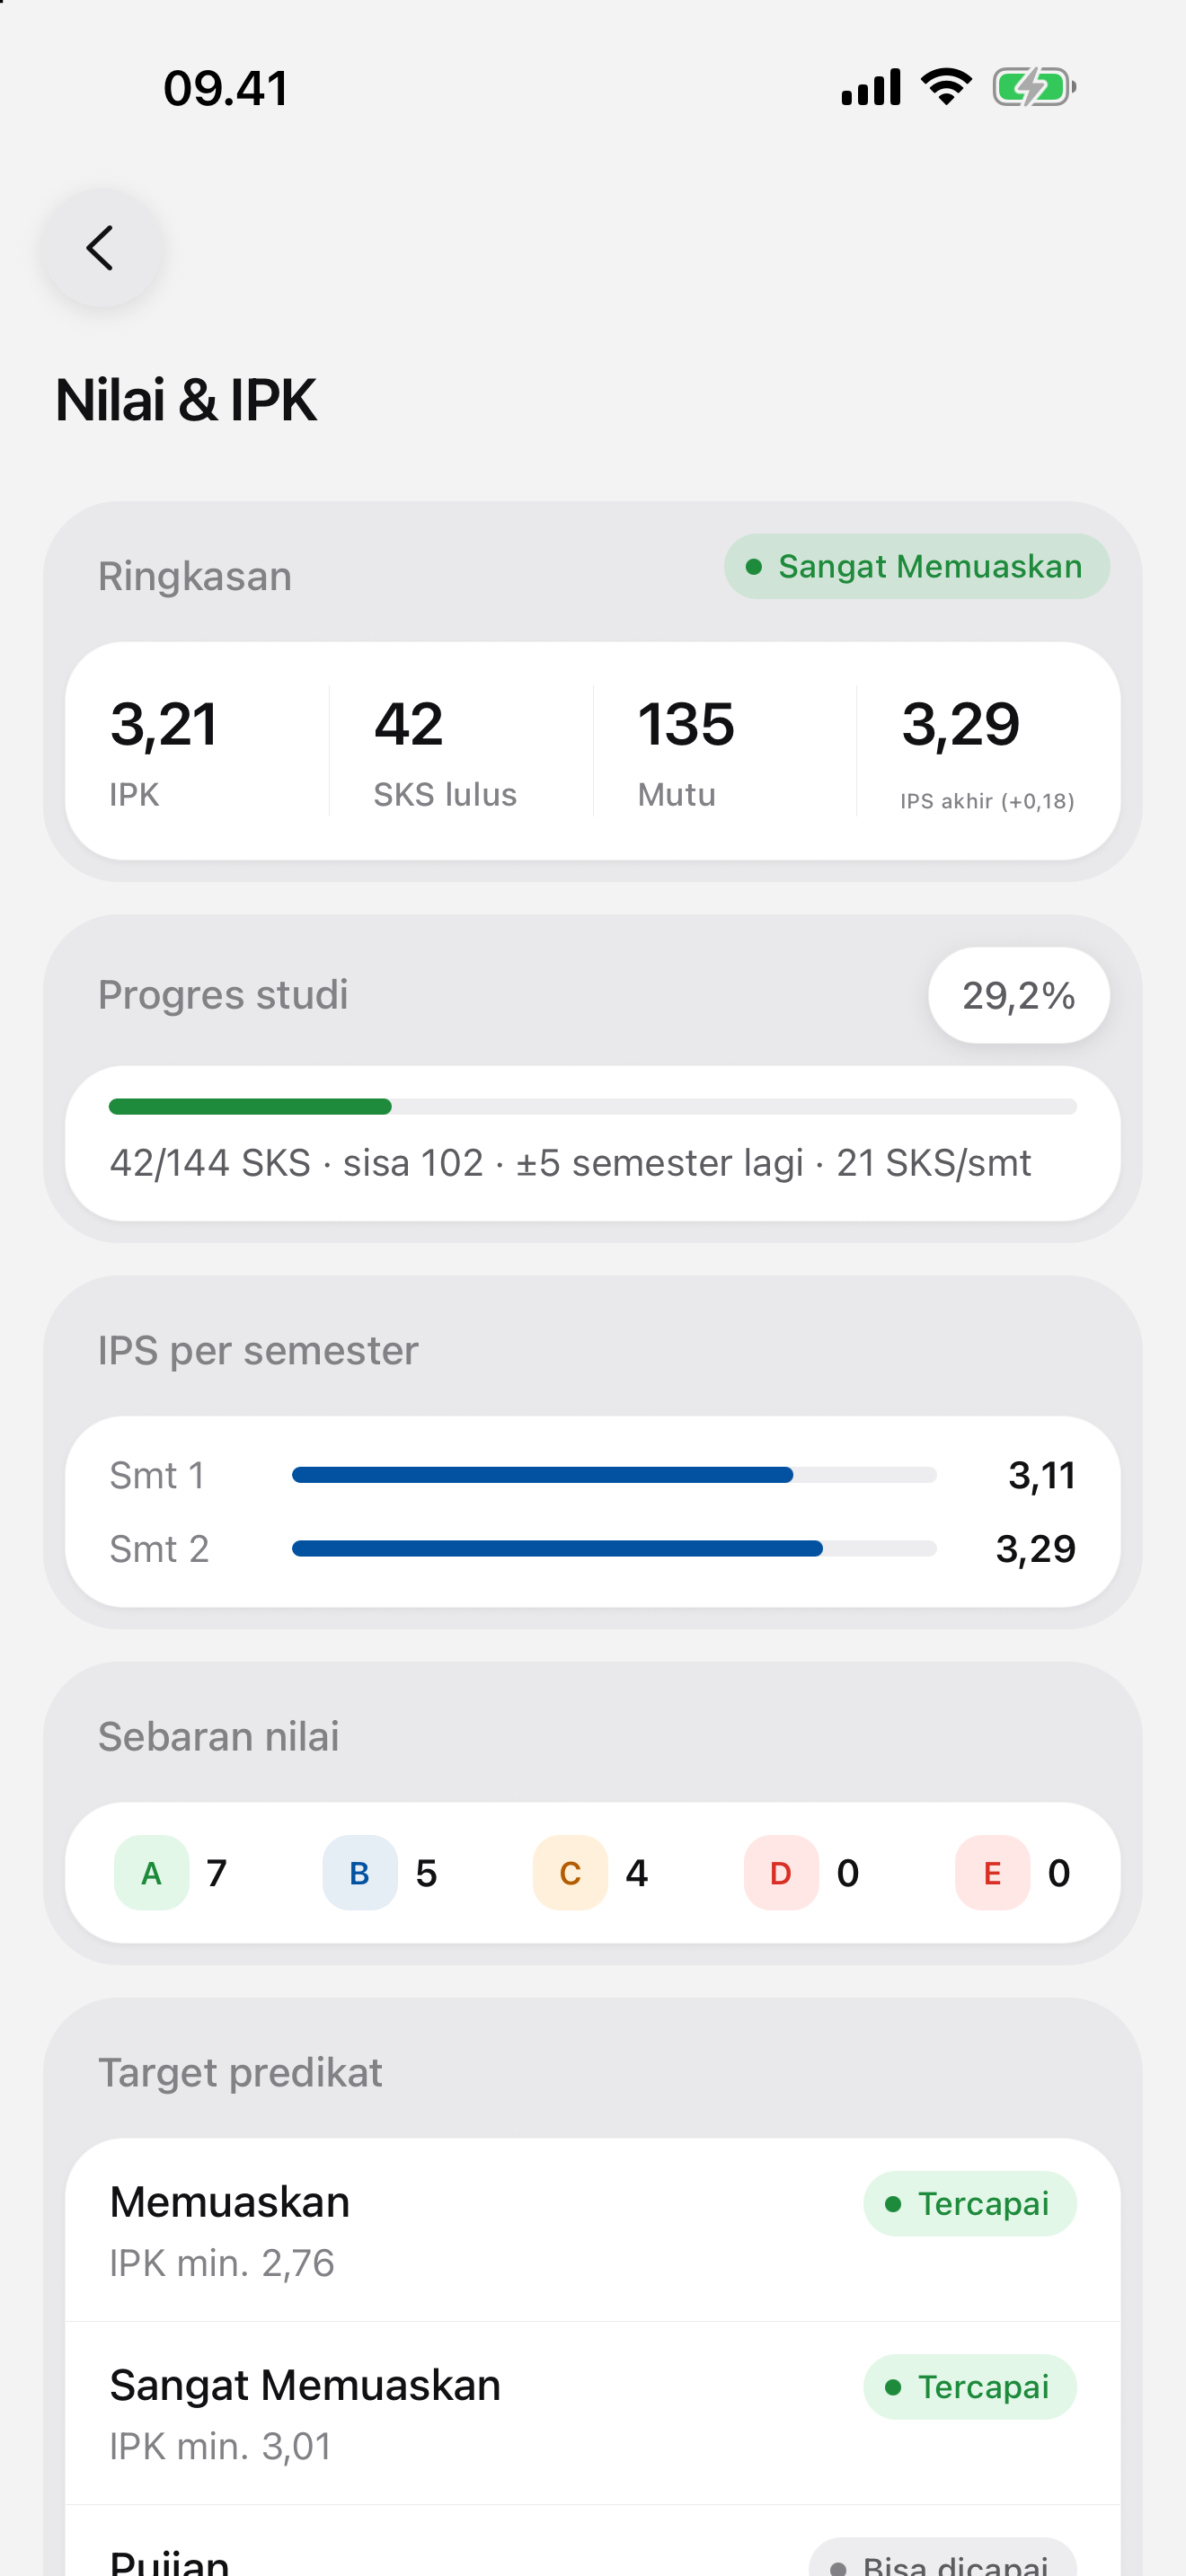 09.41
Nilai & IPK
Ringkasan
Sangat Memuaskan
3,21
IPK
42
SKS lulus
135
Mutu
3,29
IPS akhir (+0,18)
Progres studi
29,2%
42/144 SKS · sisa 102 · ±5 semester lagi · 21 SKS/smt
IPS per semester
Smt 1
3,11
Smt 2
3,29
Sebaran nilai
A 7
B 5
C 4
D 0
E 0
Target predikat
Memuaskan
Tercapai
IPK min. 2,76
Sangat Memuaskan
Tercapai
IPK min. 3,01
Pujian
Bisa dicapai